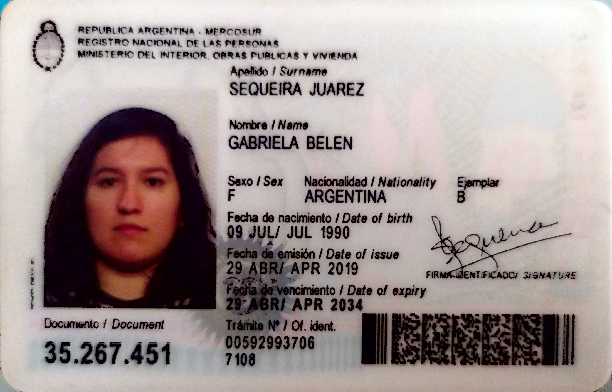 REPUBLICA ARGENTINA - MERCOSUR
REGISTRO NACIONAL DE LAS PERSONAS
MINISTERIO DEL INTERIOR, OBRAS PUBLICAS Y VIVIENDA
Apellido / Surname
SEQUEIRA JUAREZ
Nombre / Name
GABRIELA BELEN
Sexo / Sex Nacionalidad / Nationality Ejemplar
F ARGENTINA B
Fecha de nacimiento / Date of birth
09 JUL/ JUL 1990
Fecha de emisión / Date of issue
29 ABR/ APR 2019
FIRMA IDENTIFICADO/ SIGNATURE
Fecha de vencimiento / Date of expiry
29 ABR/ APR 2034
Documento / Document
35.267.451
Trámite Nº / Of. ident.
00592993706
7108